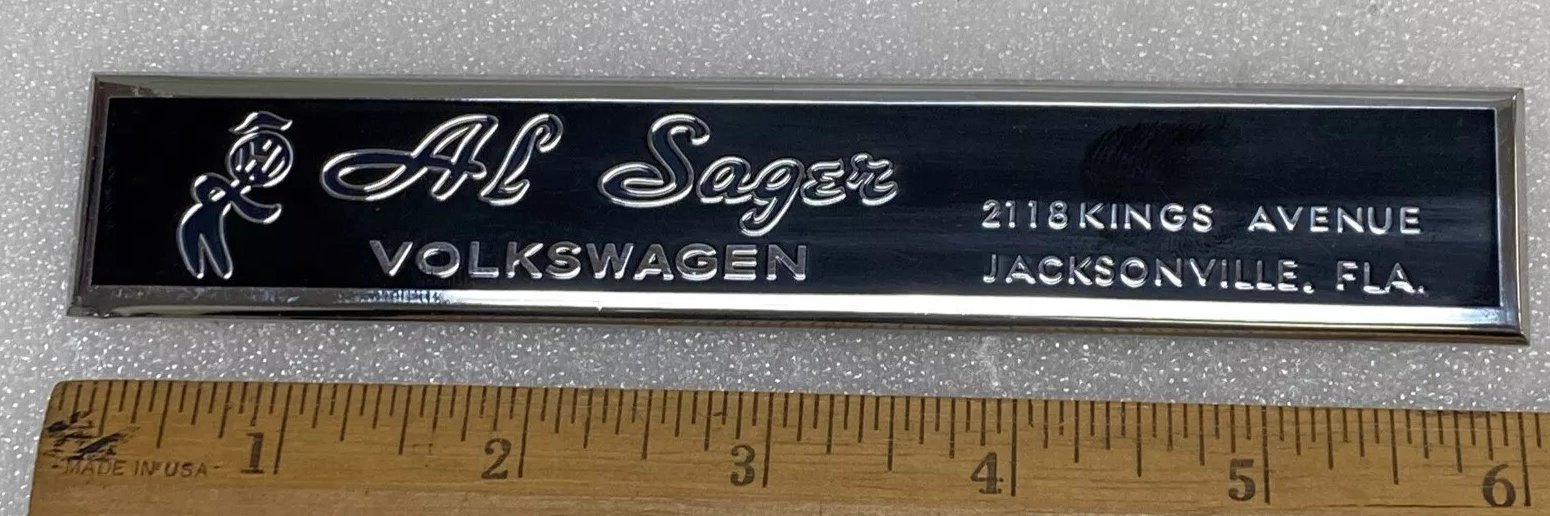 Al Sager
VOLKSWAGEN
2118 KINGS AVENUE
JACKSONVILLE, FLA.
MADE IN USA
1 2 3 4 5 6